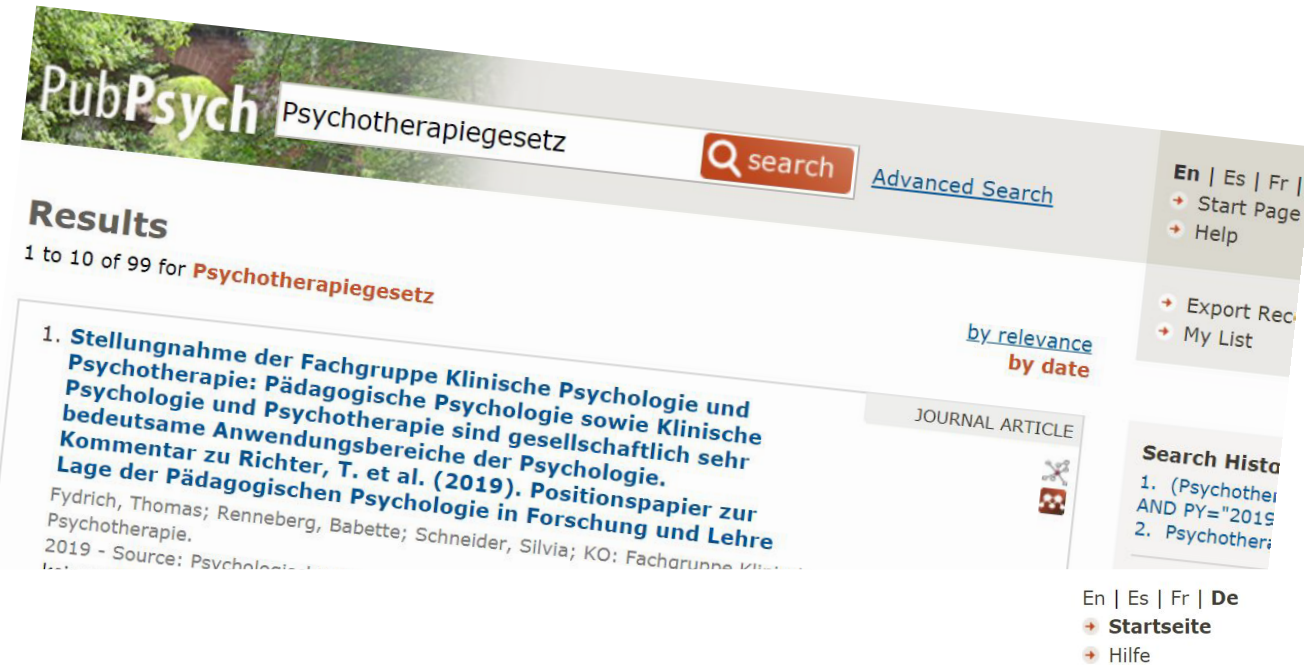 PubPsych
Psychotherapiegesetz
search
Advanced Search
En | Es | Fr |
Start Page
Help
Export
My List
Results
1 to 10 of 99 for Psychotherapiegesetz
by relevance
by date
1. Stellungnahme der Fachgruppe Klinische Psychologie und
Psychotherapie: Pädagogische Psychologie sowie Klinische
Psychologie und Psychotherapie sind gesellschaftlich sehr
bedeutsame Anwendungsbereiche der Psychologie.
Kommentar zu Richter, T. et al. (2019). Positionspapier zur
Lage der Pädagogischen Psychologie in Forschung und Lehre
JOURNAL ARTICLE
Fydrich, Thomas; Renneberg, Babette; Schneider, Silvia; KO: Fachgruppe
Psychotherapie.
2019 - Source:
Search
1. (Psychother
AND PY="2019
2. Psychothera
En | Es | Fr | De
Startseite
Hilfe